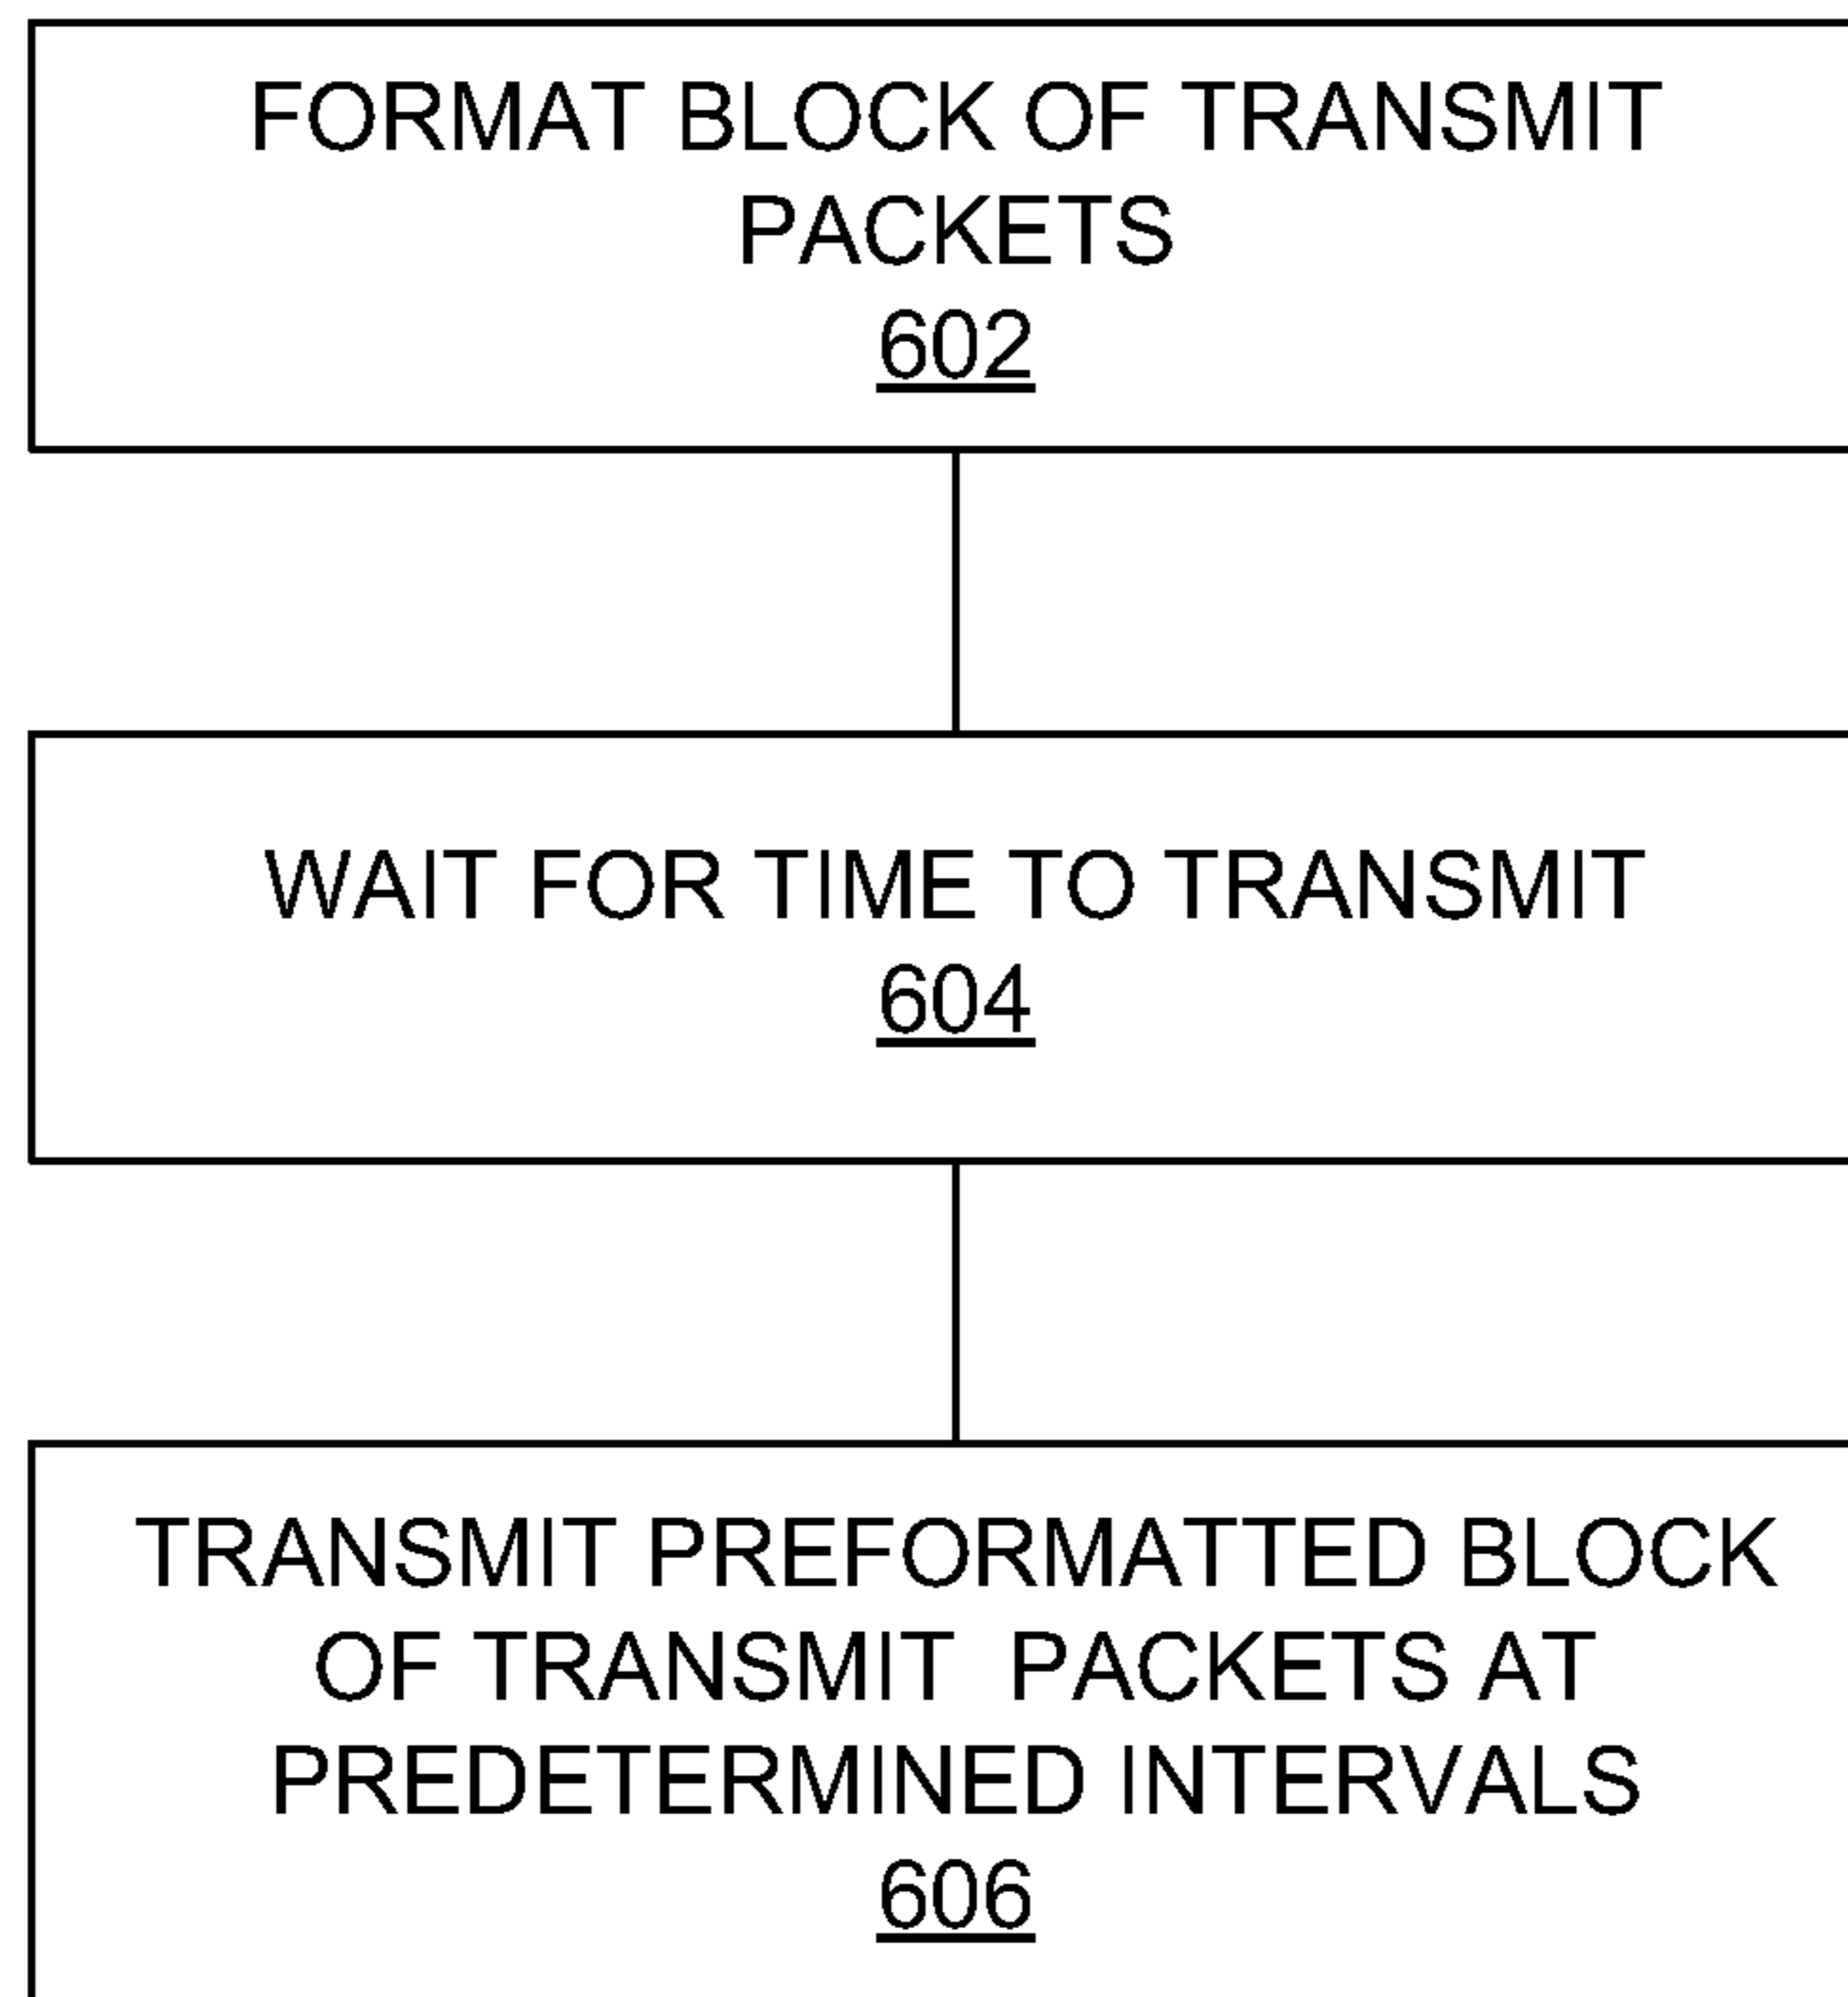 FORMAT BLOCK OF TRANSMIT
PACKETS
602
WAIT FOR TIME TO TRANSMIT
604
TRANSMIT PREFORMATTED BLOCK
OF TRANSMIT PACKETS AT
PREDETERMINED INTERVALS
606